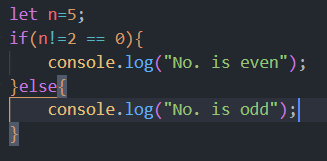 let n=5;
if(n!=2 == 0){
console.log("No. is even");
}else{
console.log("No. is odd");
}